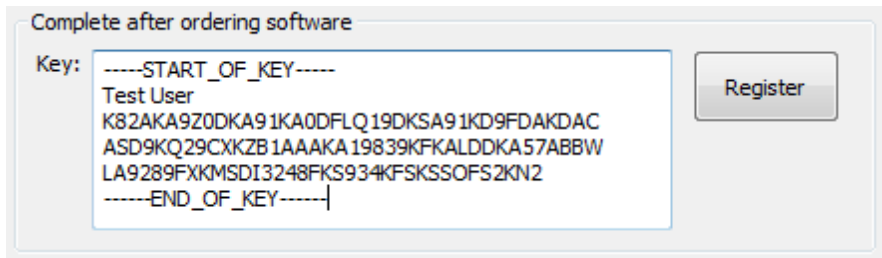 Complete after ordering software
Key:
-----START_OF_KEY-----
Test User
K82AKA9Z0DKA91KA0DFLQ19DKSA91KD9FDAKDAC
ASD9KQ29CXKZB1AAAKA19839KFKALDDKA57ABBW
LA9289FXKMSDI3248FKS934KFSKSSOFS2KN2
------END_OF_KEY------
Register